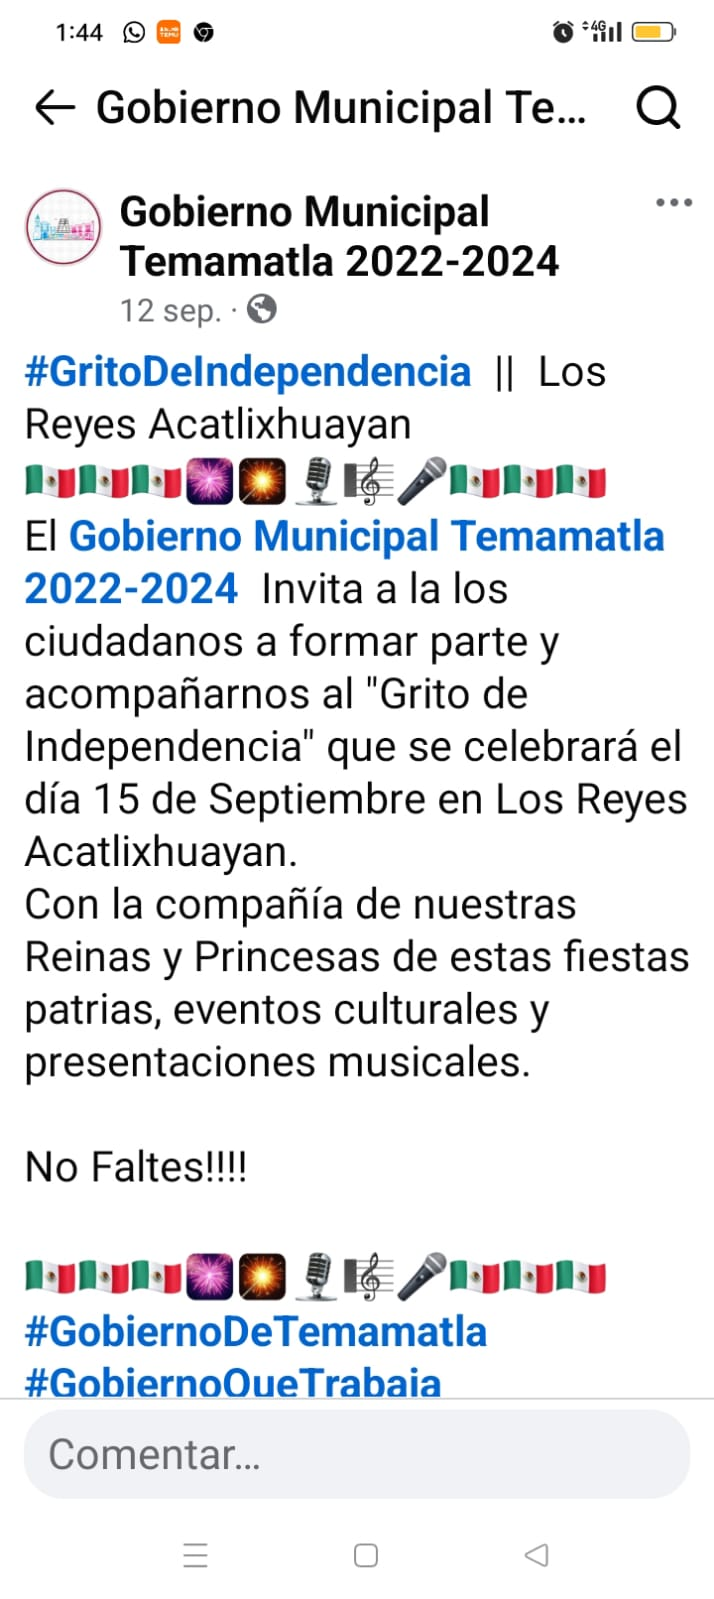 1:44 4G
Gobierno Municipal Te...
Gobierno Municipal
Temamatla 2022-2024
12 sep. ·
#GritoDeIndependencia || Los
Reyes Acatlixhuayan
🇲🇽🇲🇽🇲🇽🎆🎇🎙🎼🎤🇲🇽🇲🇽🇲🇽
El Gobierno Municipal Temamatla
2022-2024 Invita a la los
ciudadanos a formar parte y
acompañarnos al "Grito de
Independencia" que se celebrará el
día 15 de Septiembre en Los Reyes
Acatlixhuayan.
Con la compañía de nuestras
Reinas y Princesas de estas fiestas
patrias, eventos culturales y
presentaciones musicales.
No Faltes!!!!
🇲🇽🇲🇽🇲🇽🎆🎇🎙🎼🎤🇲🇽🇲🇽🇲🇽
#GobiernoDeTemamatla
#GobiernoQueTrabaja
Comentar...